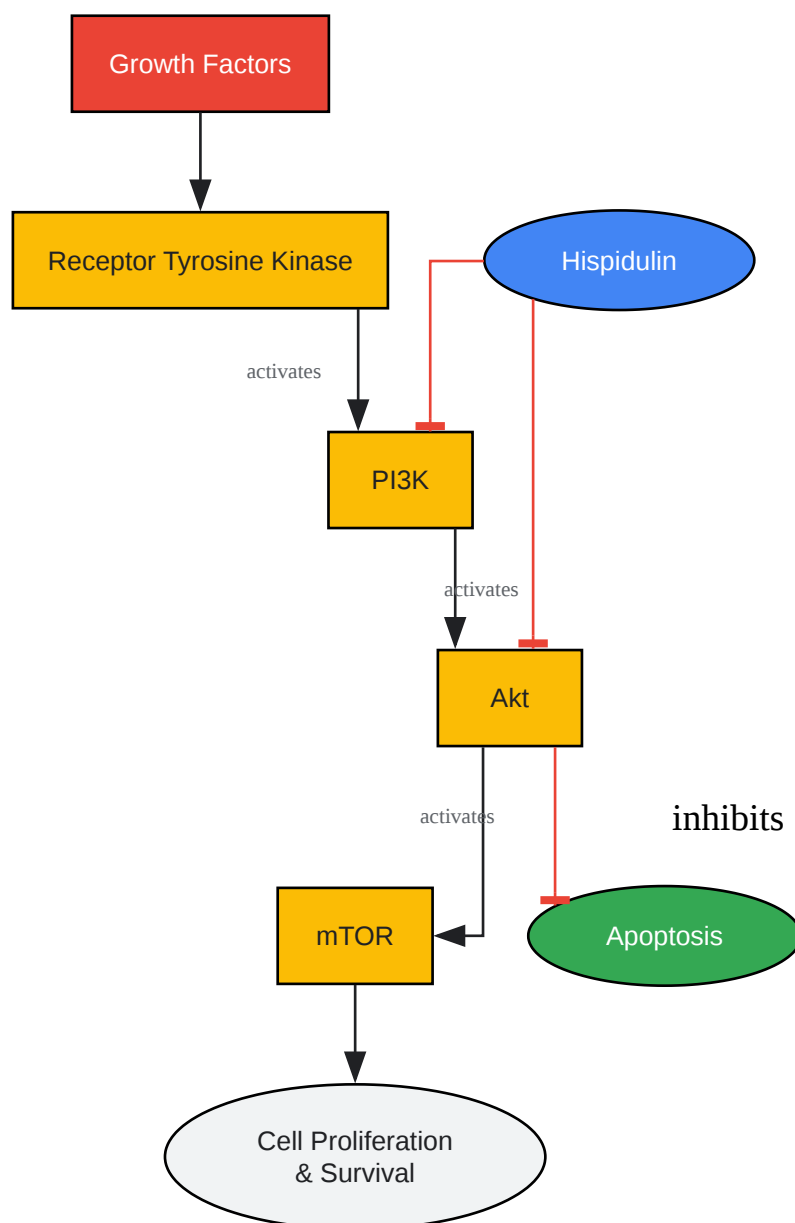 Growth Factors
Receptor Tyrosine Kinase
Hispidulin
activates
PI3K
activates
Akt
activates
inhibits
mTOR
Apoptosis
Cell Proliferation
& Survival